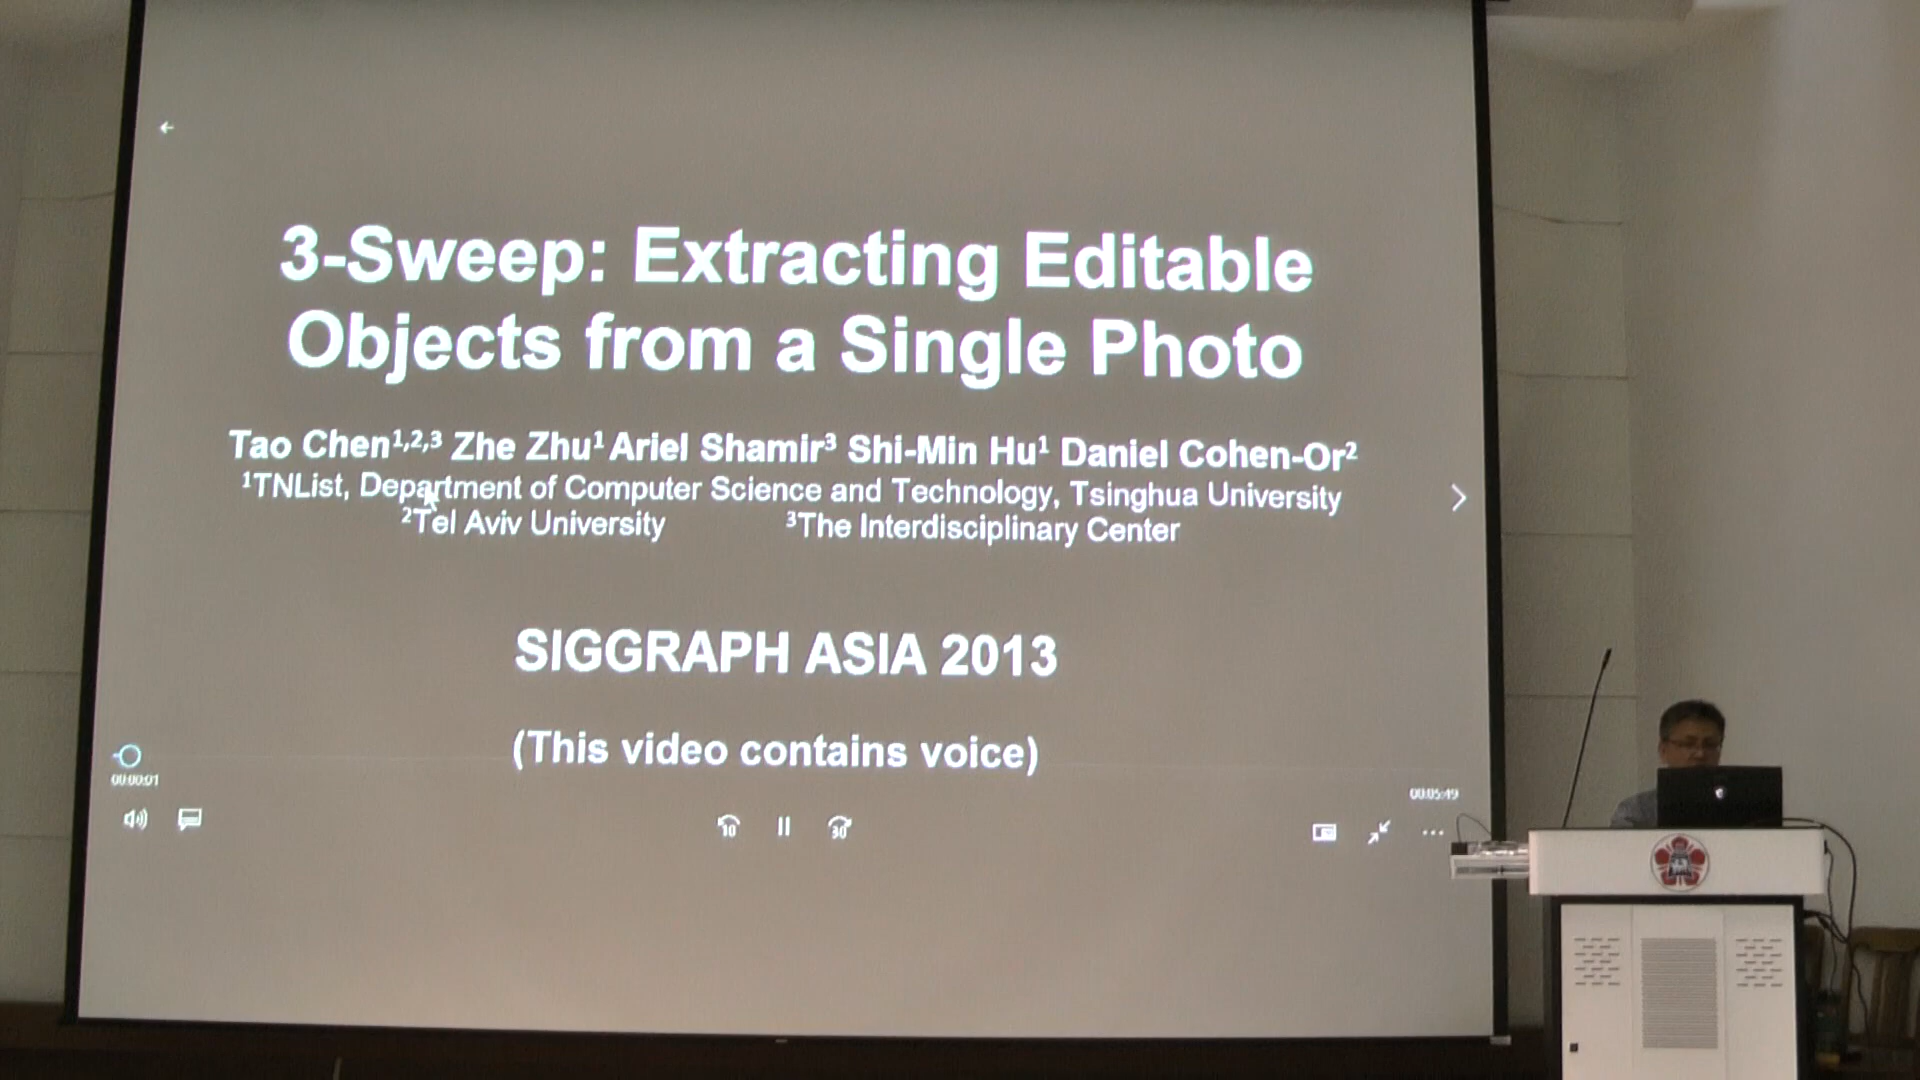 3-Sweep: Extracting Editable
Objects from a Single Photo
Tao Chen1,2,3 Zhe Zhu1 Ariel Shamir3 Shi-Min Hu1 Daniel Cohen-Or2
1TNList, Department of Computer Science and Technology, Tsinghua University
2Tel Aviv University 3The Interdisciplinary Center
SIGGRAPH ASIA 2013
(This video contains voice)
00:00:01
00:05:49
10
30